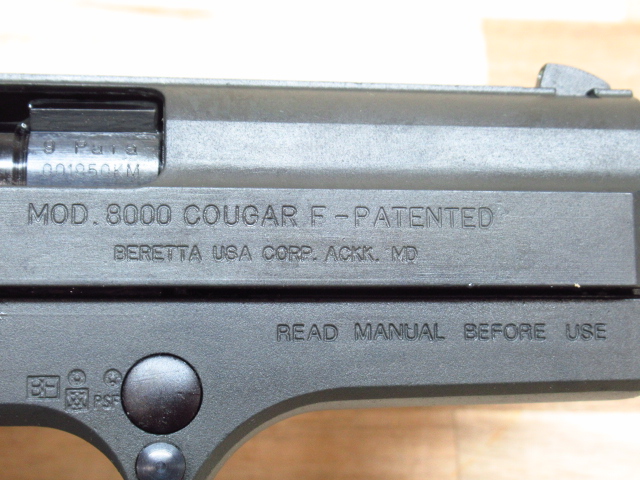 9 Para
001950KM
MOD. 8000 COUGAR F - PATENTED
BERETTA USA CORP. ACKK. MD
READ MANUAL BEFORE USE
PSF